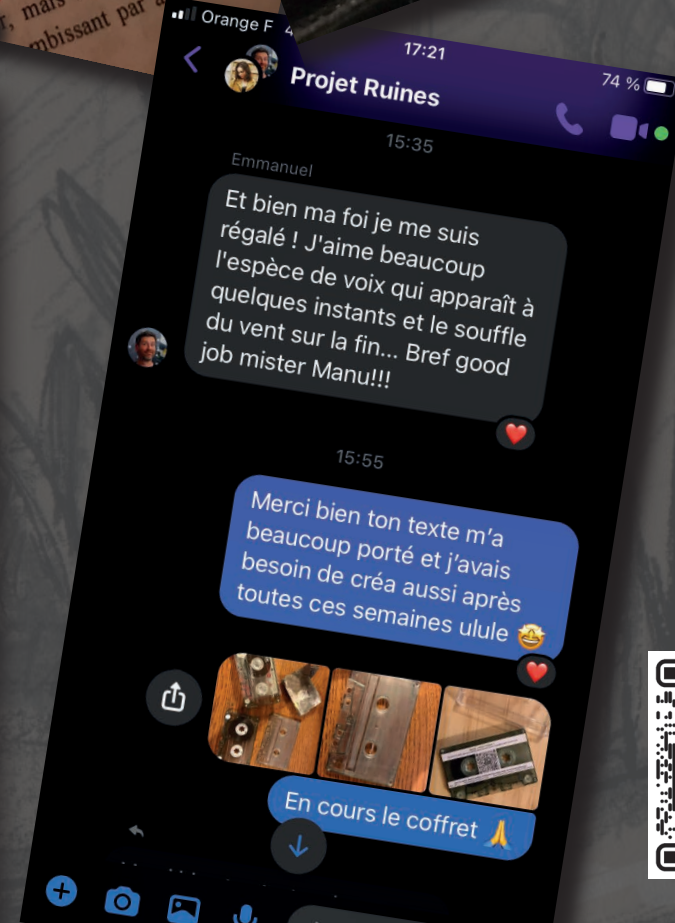 r, mais
mbissant par a
Orange F 4
17:21
74 %
Projet Ruines
15:35
Emmanuel
Et bien ma foi je me suis
régalé ! J'aime beaucoup
l'espèce de voix qui apparaît à
quelques instants et le souffle
du vent sur la fin... Bref good
job mister Manu!!!
15:55
Merci bien ton texte m'a
beaucoup porté et j'avais
besoin de créa aussi après
toutes ces semaines ulule 🤩
En cours le coffret 🙏